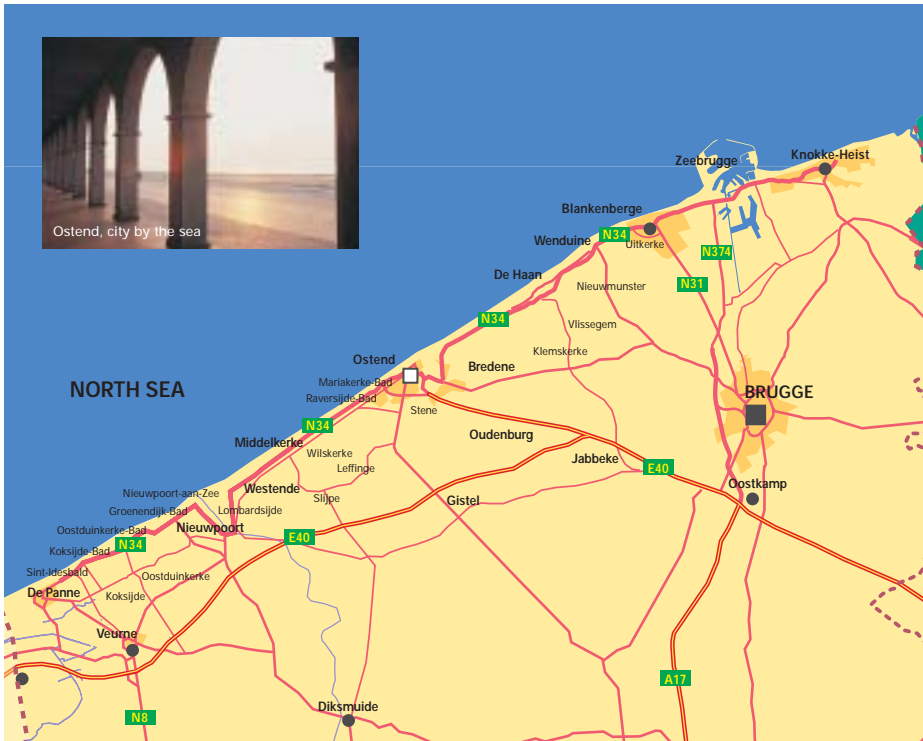 Ostend, city by the sea
Zeebrugge
Knokke-Heist
Blankenberge
N34
Wenduine
Uitkerke
N374
De Haan
N31
Nieuwmunster
N34
Vlissegem
Klemskerke
Ostend
Bredene
NORTH SEA
Mariakerke-Bad
BRUGGE
Raversijde-Bad
Stene
N34
Oudenburg
Middelkerke
Wilskerke
Leffinge
Jabbeke
E40
Oostkamp
Westende
Nieuwpoort-aan-Zee
Slijpe
Gistel
Groenendijk-Bad
Lombardsijde
Oostduinkerke-Bad
Nieuwpoort
E40
N34
Koksijde-Bad
Sint-Idesbald
Oostduinkerke
De Panne
Koksijde
Veurne
A17
Diksmuide
N8